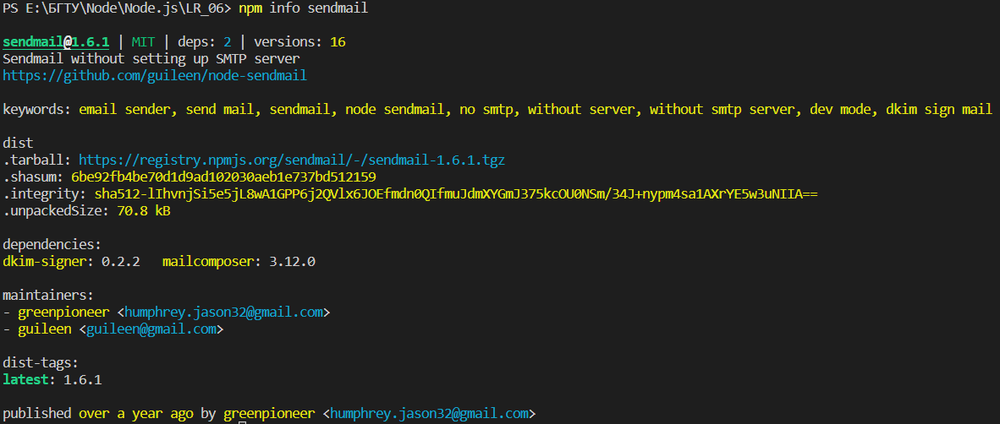 PS E:\БГТУ\Node\Node.js\LR_06> npm info sendmail
sendmail@1.6.1 | MIT | deps: 2 | versions: 16
Sendmail without setting up SMTP server
https://github.com/guileen/node-sendmail
keywords: email sender, send mail, sendmail, node sendmail, no smtp, without server, without smtp server, dev mode, dkim sign mail
dist
.tarball: https://registry.npmjs.org/sendmail/-/sendmail-1.6.1.tgz
.shasum: 6be92fb4be70d1d9ad102030aeb1e737bd512159
.integrity: sha512-lIhvnjSi5e5jL8wA1GPP6j2QVlx6JOEfmdn0QIfmuJdmXYGmJ375kcOU0NSm/34J+nypm4sa1AXrYE5w3uNIIA==
.unpackedSize: 70.8 kB
dependencies:
dkim-signer: 0.2.2 mailcomposer: 3.12.0
maintainers:
- greenpioneer <humphrey.jason32@gmail.com>
- guileen <guileen@gmail.com>
dist-tags:
latest: 1.6.1
published over a year ago by greenpioneer <humphrey.jason32@gmail.com>